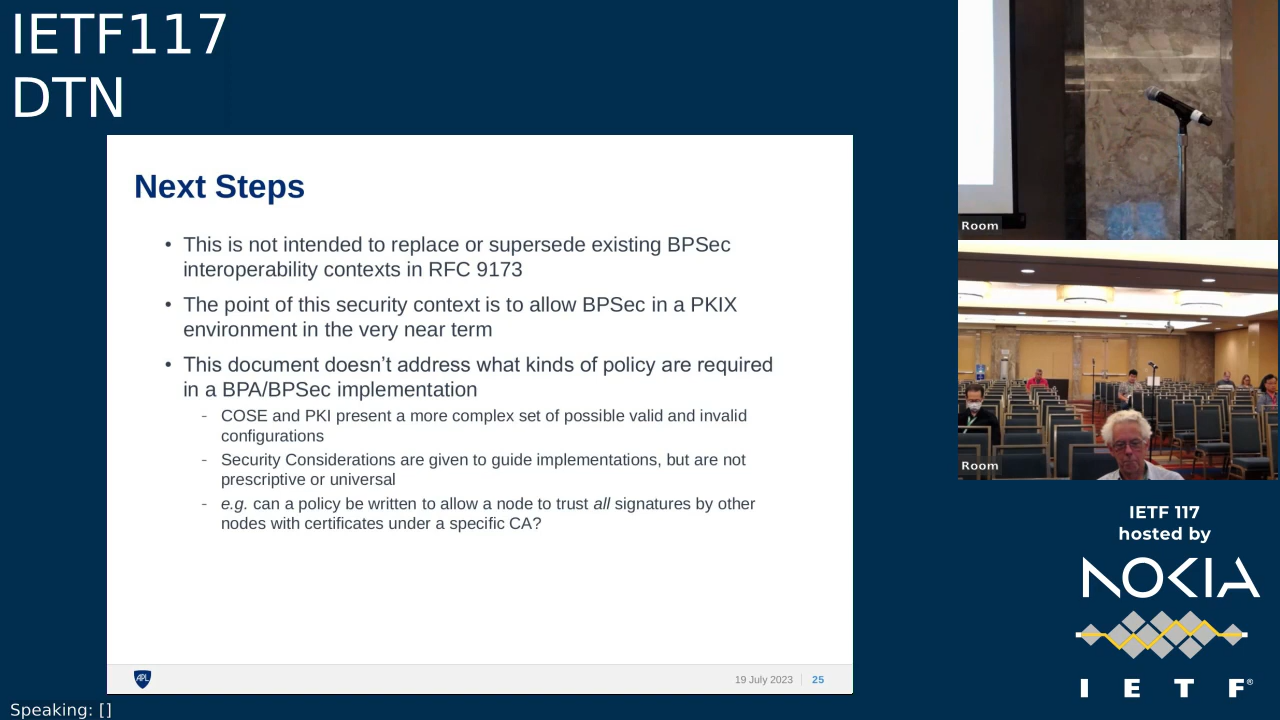 IETF117
DTN
Next Steps
• This is not intended to replace or supersede existing BPSec
interoperability contexts in RFC 9173
• The point of this security context is to allow BPSec in a PKIX
environment in the very near term
• This document doesn’t address what kinds of policy are required
in a BPA/BPSec implementation
- COSE and PKI present a more complex set of possible valid and invalid
configurations
- Security Considerations are given to guide implementations, but are not
prescriptive or universal
- e.g. can a policy be written to allow a node to trust all signatures by other
nodes with certificates under a specific CA?
APL
19 July 2023
25
Room
Room
IETF 117
hosted by
NOKIA
I E T F®
Speaking: []